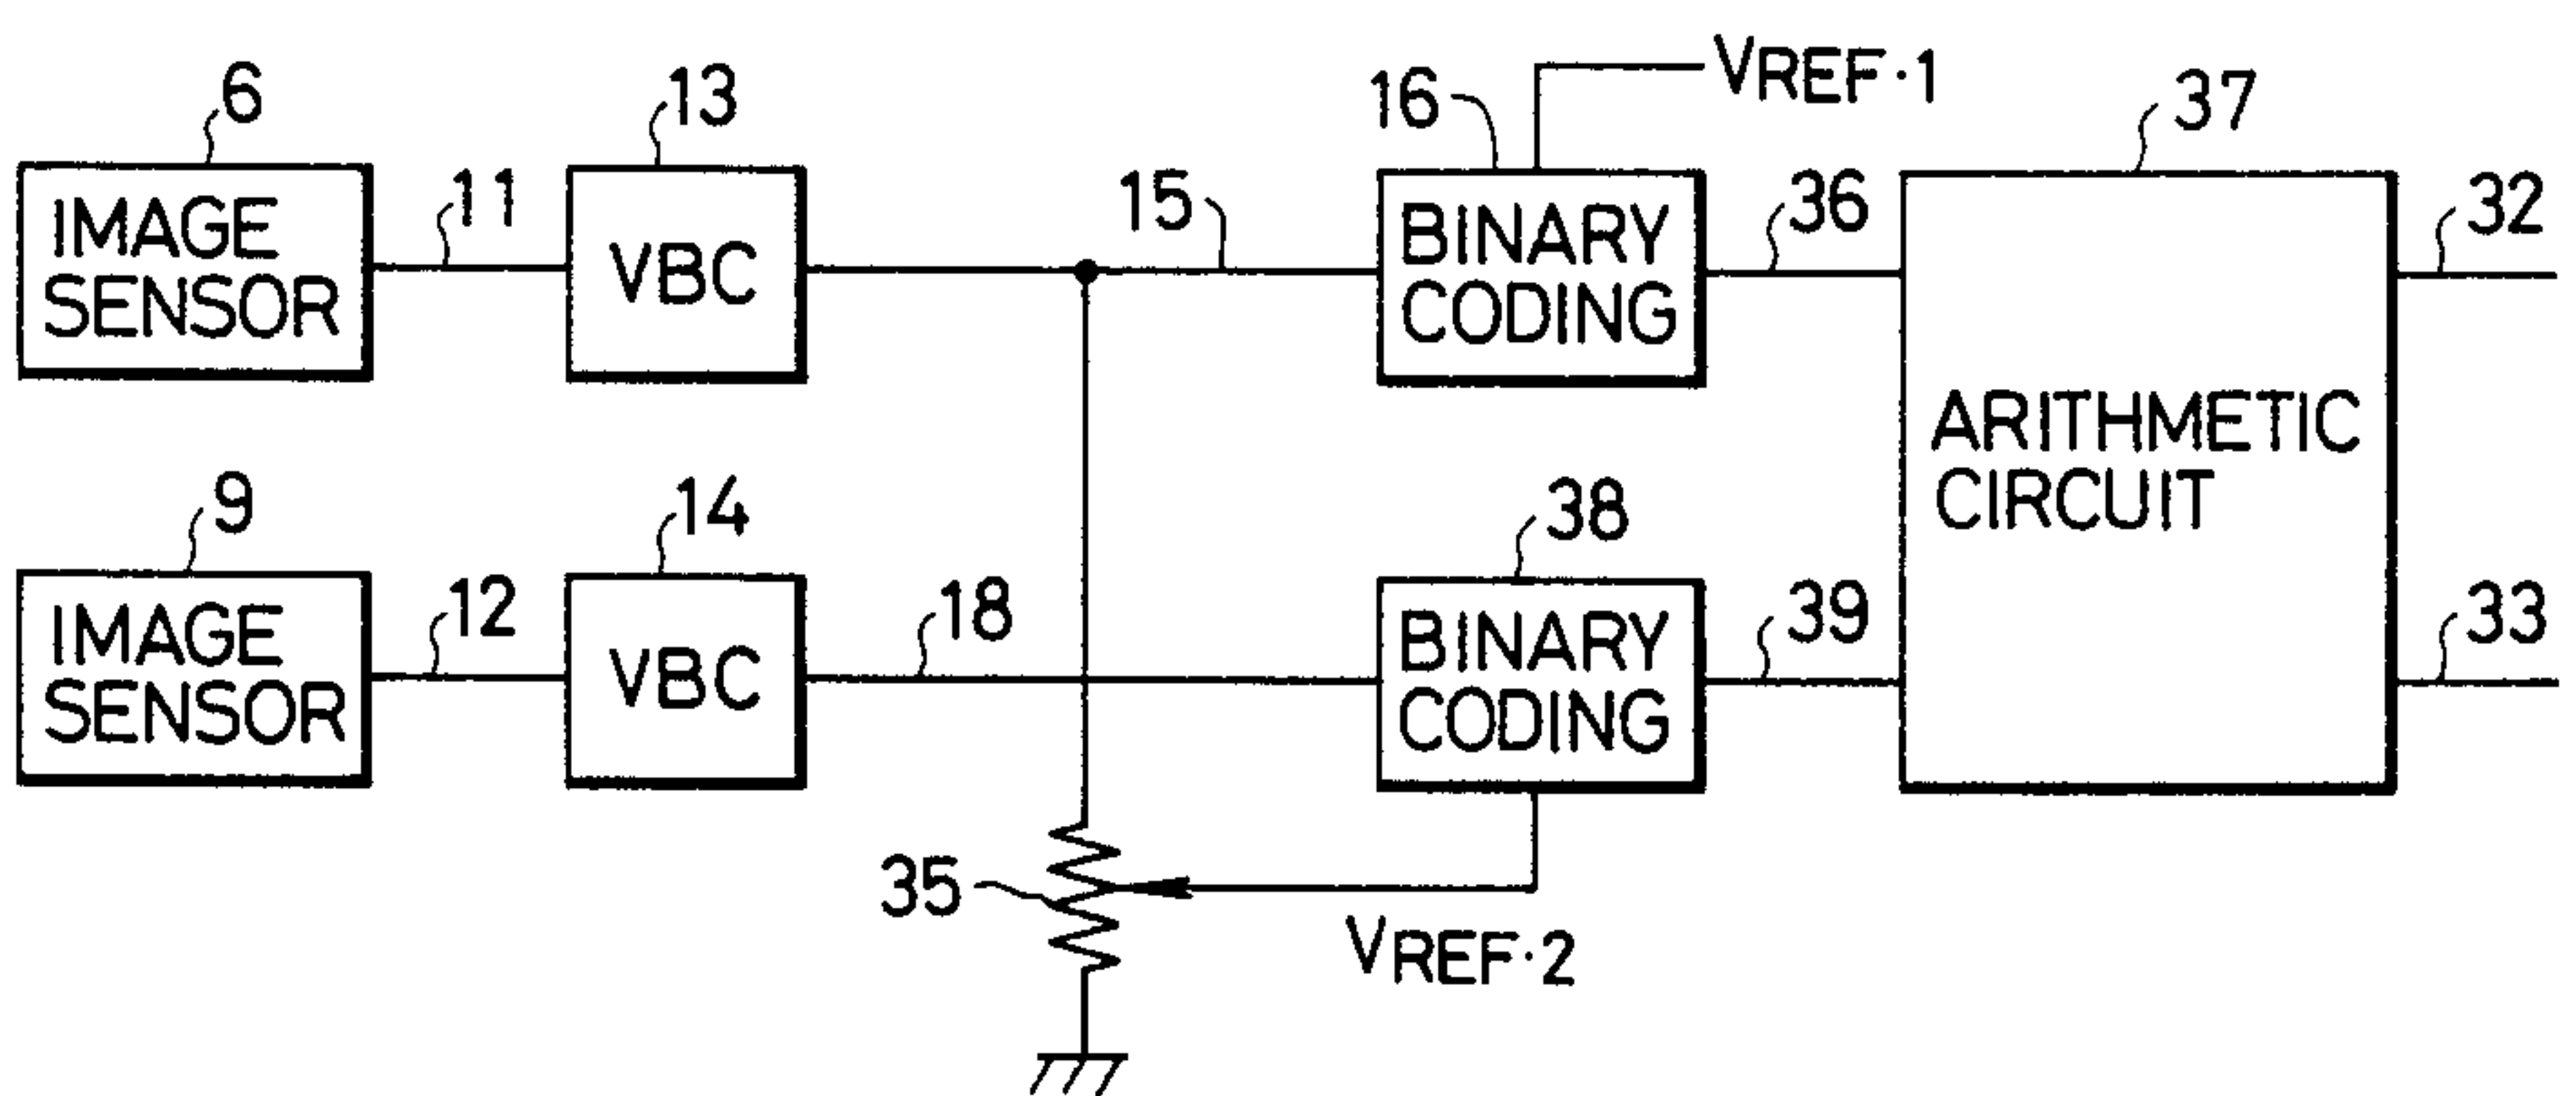 6
13
16
VREF·1
37
IMAGE
SENSOR
11
VBC
15
BINARY
CODING
36
32
ARITHMETIC
CIRCUIT
9
14
38
IMAGE
SENSOR
12
VBC
18
BINARY
CODING
39
33
35
VREF·2